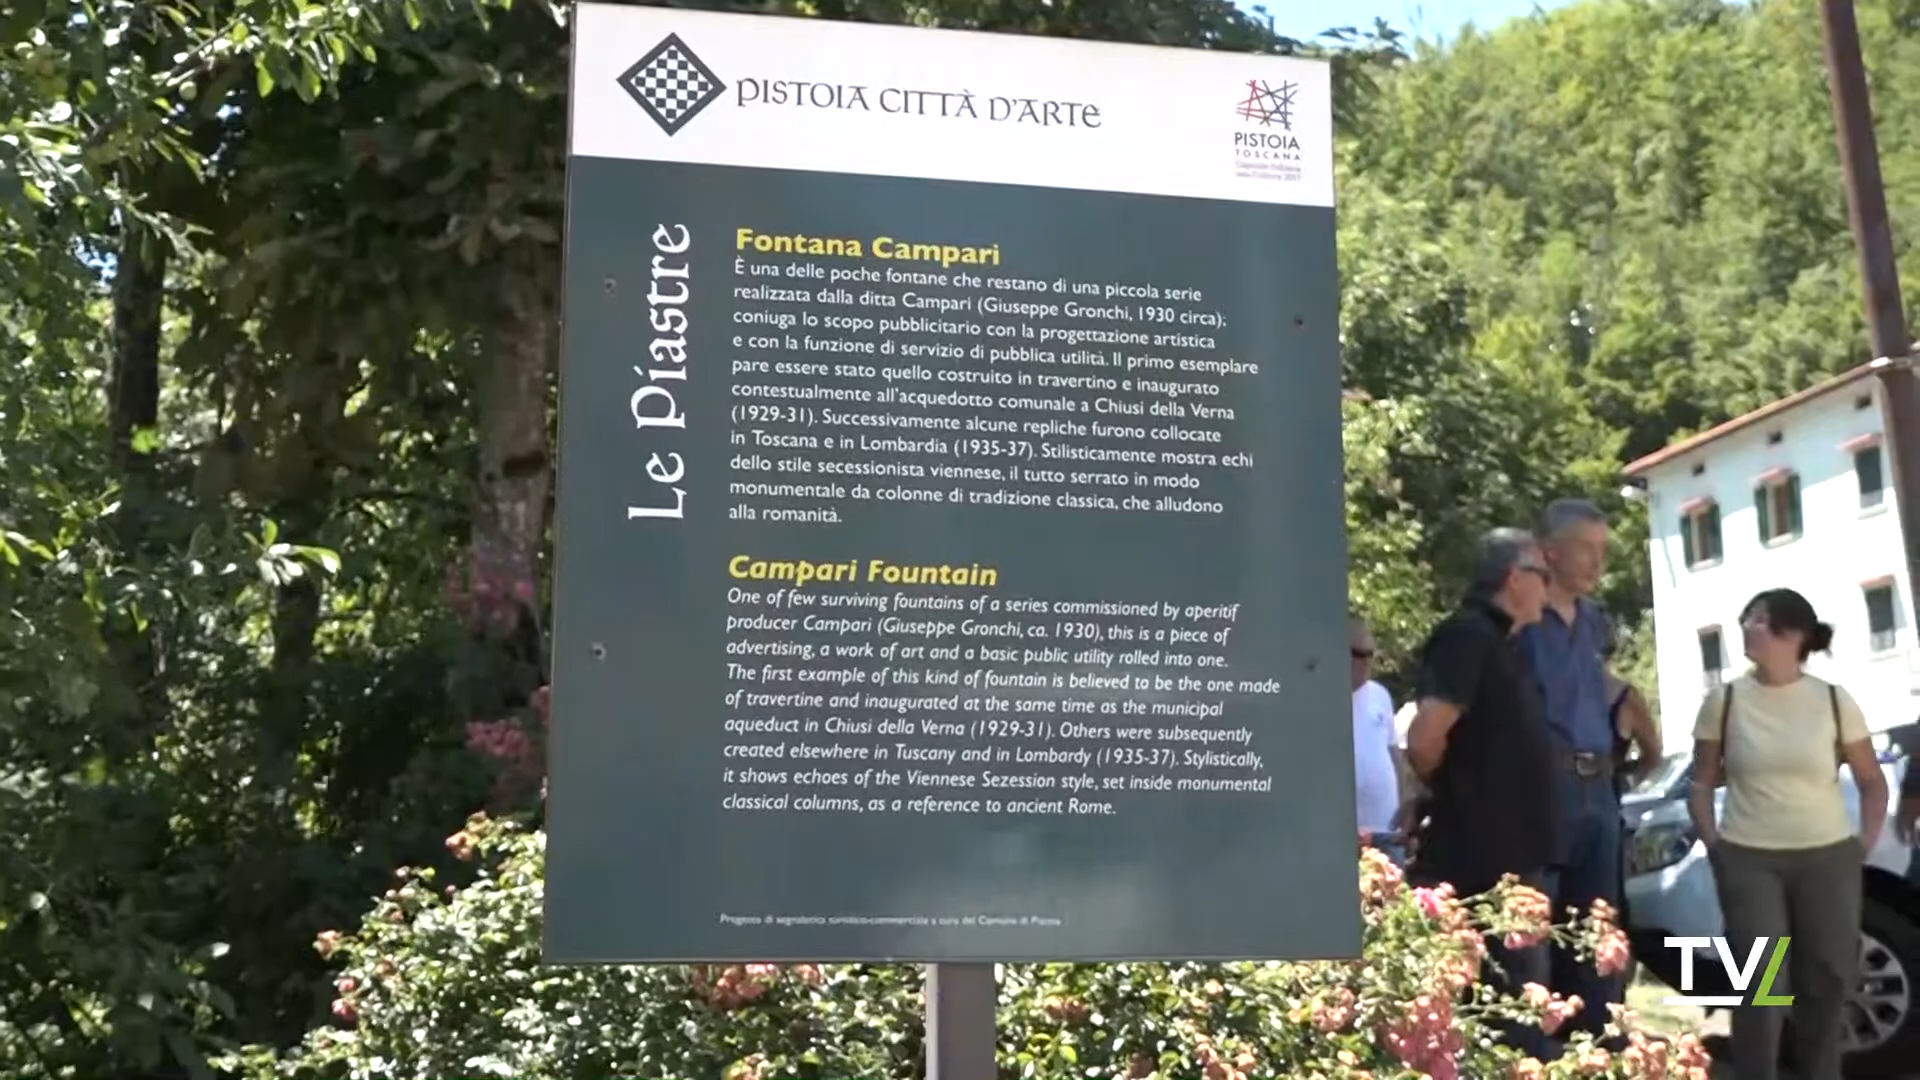 PISTOIA CITTÀ D'ARTE
PISTOIA
TOSCANA
Le Piastre
Fontana Campari
È una delle poche fontane che restano di una piccola serie
realizzata dalla ditta Campari (Giuseppe Gronchi, 1930 circa);
coniuga lo scopo pubblicitario con la progettazione artistica
e con la funzione di servizio di pubblica utilità. Il primo esemplare
pare essere stato quello costruito in travertino e inaugurato
contestualmente all'acquedotto comunale a Chiusi della Verna
(1929-31). Successivamente alcune repliche furono collocate
in Toscana e in Lombardia (1935-37). Stilisticamente mostra echi
dello stile secessionista viennese, il tutto serrato in modo
monumentale da colonne di tradizione classica, che alludono
alla romanità.
Campari Fountain
One of few surviving fountains of a series commissioned by aperitif
producer Campari (Giuseppe Gronchi, ca. 1930), this is a piece of
advertising, a work of art and a basic public utility rolled into one.
The first example of this kind of fountain is believed to be the one made
of travertine and inaugurated at the same time as the municipal
aqueduct in Chiusi della Verna (1929-31). Others were subsequently
created elsewhere in Tuscany and in Lombardy (1935-37). Stylistically,
it shows echoes of the Viennese Sezession style, set inside monumental
classical columns, as a reference to ancient Rome.
Progetto di segnaletica turistico-commerciale a cura del Comune di Pistoia
TVL